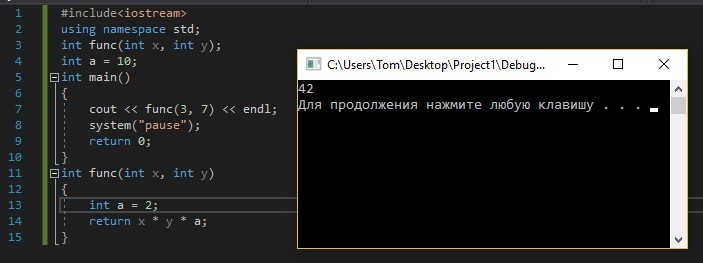 1 #include<iostream>
2 using namespace std;
3 int func(int x, int y);
4 int a = 10;
5 int main()
6 {
7 cout << func(3, 7) << endl;
8 system("pause");
9 return 0;
10 }
11 int func(int x, int y)
12 {
13 int a = 2;
14 return x * y * a;
15 }
C:\Users\Tom\Desktop\Project1\Debug...
42
Для продолжения нажмите любую клавишу . . .